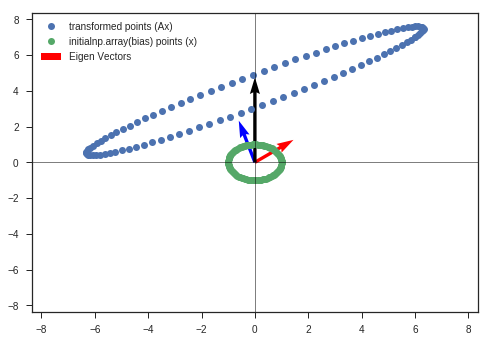 transformed points (Ax)
initialnp.array(bias) points (x)
Eigen Vectors
8
6
4
2
0
−2
−4
−6
−8
−8 −6 −4 −2 0 2 4 6 8